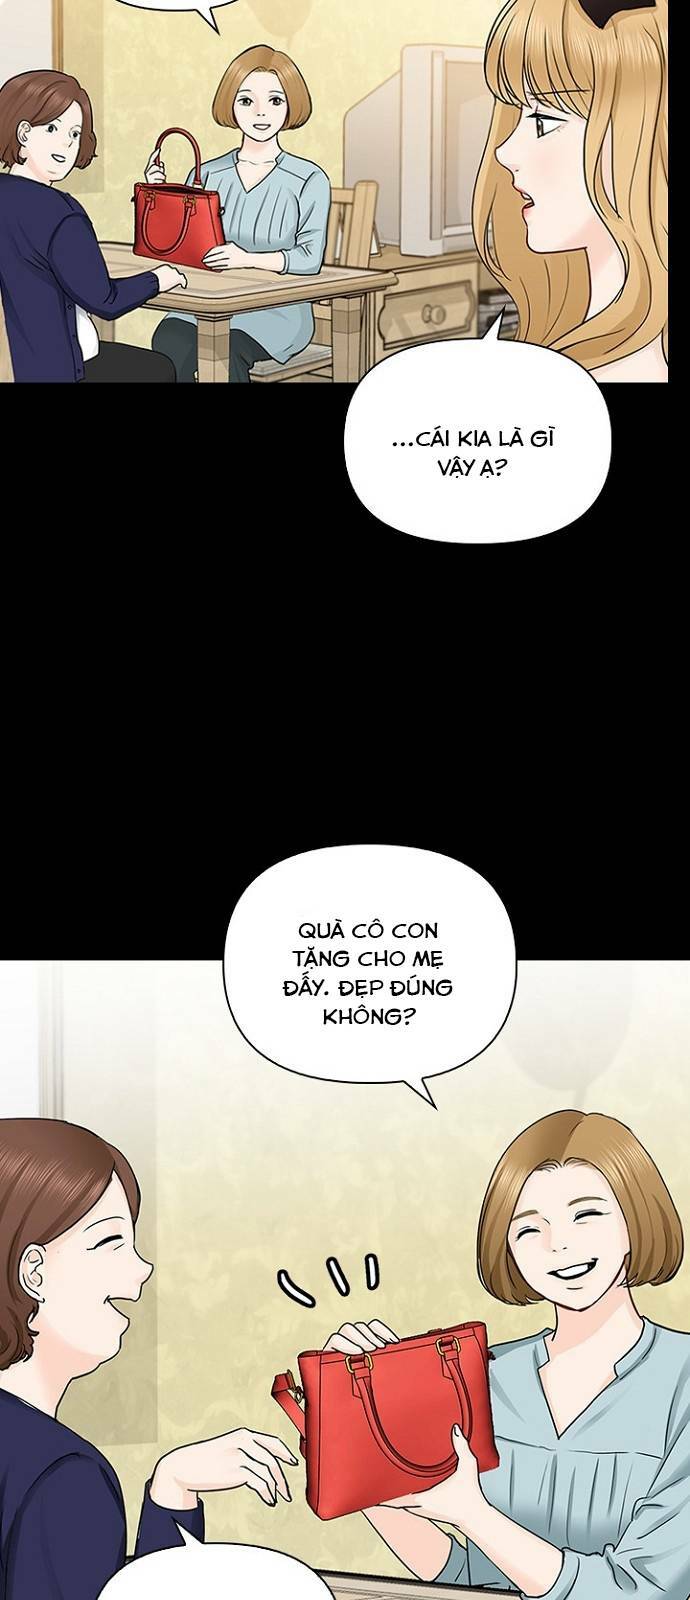 ...CÁI KIA LÀ GÌ
VẬY Ạ?
QUÀ CÔ CON
TẶNG CHO MẸ
ĐẤY. ĐẸP ĐÚNG
KHÔNG?